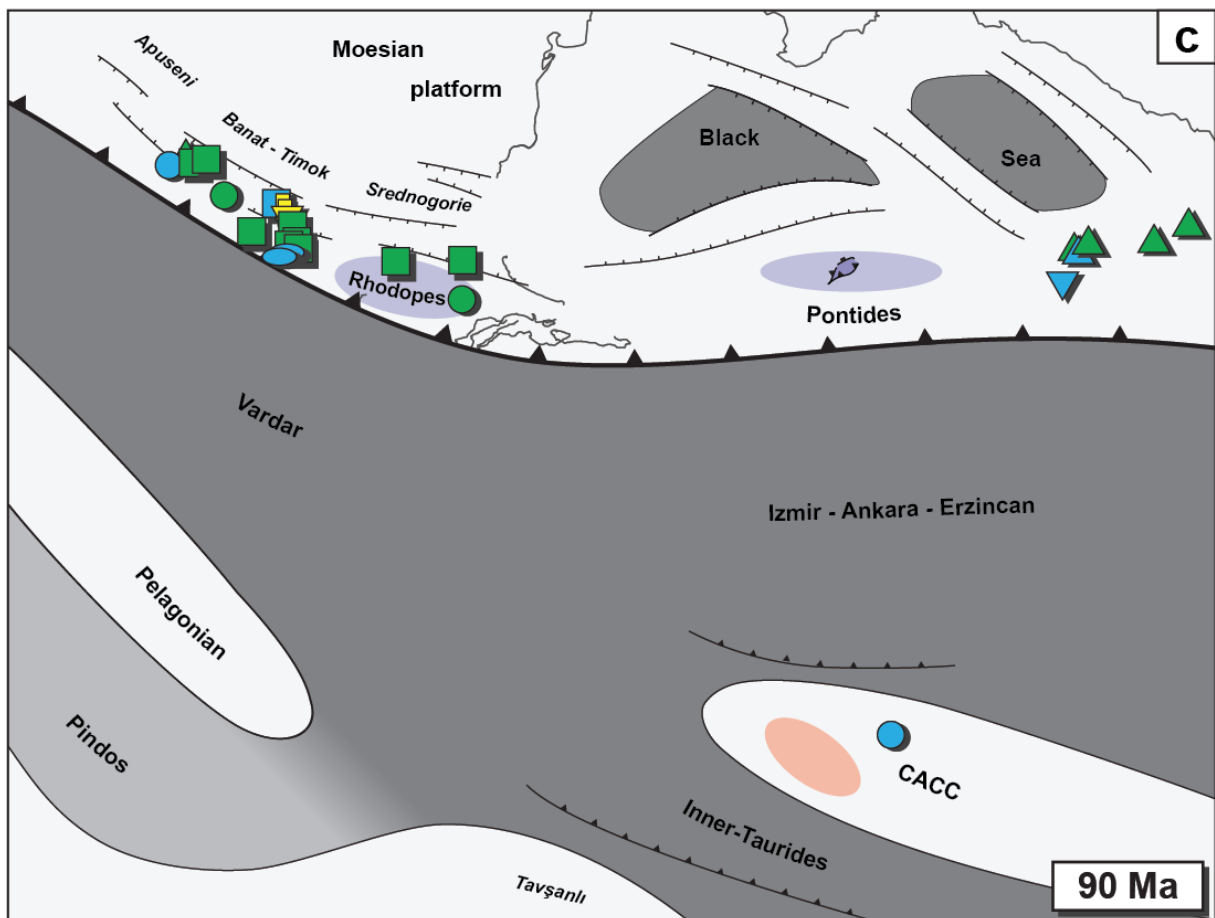 C
Apuseni
Moesian
platform
Banat - Timok
Srednogorie
Black
Sea
Rhodopes
Pontides
Vardar
Izmir - Ankara - Erzincan
Pelagonian
Pindos
CACC
Inner-Taurides
Tavşanlı
90 Ma